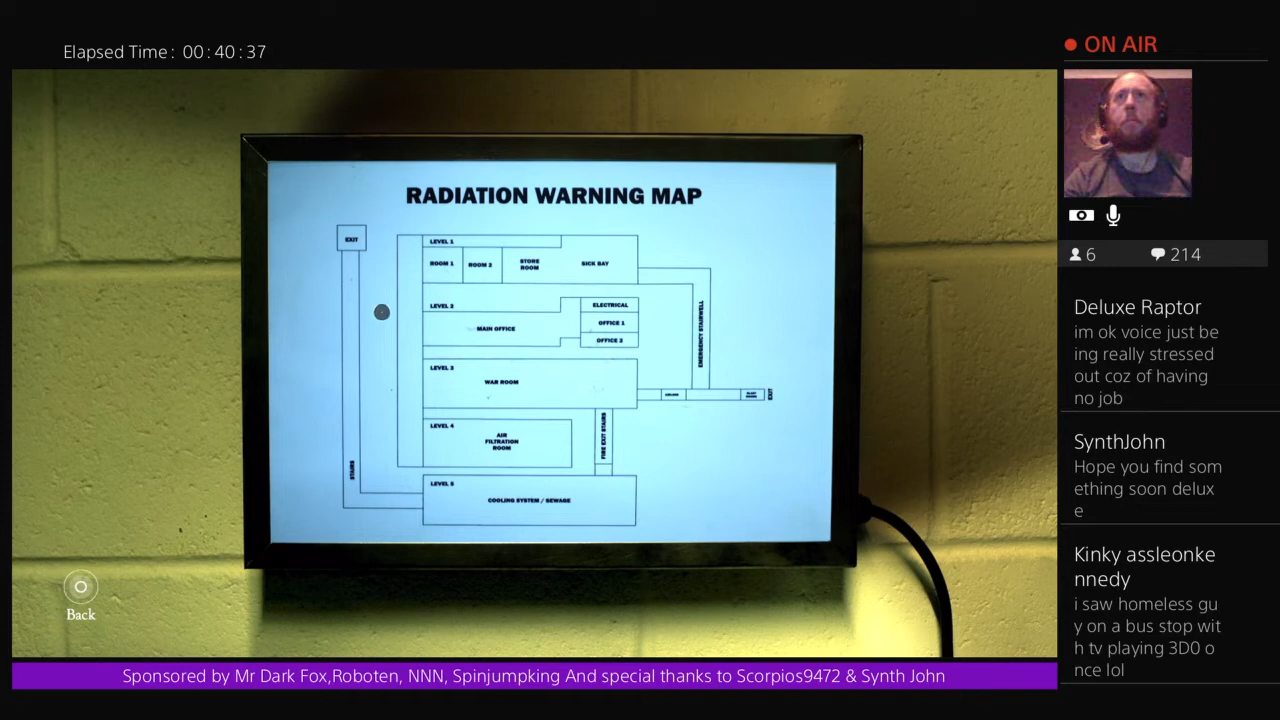 Elapsed Time: 00:40:37
ON AIR
6
214
RADIATION WARNING MAP
EXIT
LEVEL 1
ROOM 1
ROOM 2
STORE
ROOM
SICK BAY
LEVEL 2
MAIN OFFICE
ELECTRICAL
OFFICE 1
OFFICE 2
EMERGENCY STAIRWELL
LEVEL 3
WAR ROOM
EXIT
LEVEL 4
AIR
FILTRATION
ROOM
FIRE EXIT STAIRS
STAIRS
LEVEL 5
COOLING SYSTEM / SEWAGE
Back
Deluxe Raptor
im ok voice just be
ing really stressed
out coz of having
no job
SynthJohn
Hope you find som
ething soon delux
e
Kinky assleonke
nnedy
i saw homeless gu
y on a bus stop wit
h tv playing 3D0 o
nce lol
Sponsored by Mr Dark Fox,Roboten, NNN, Spinjumpking And special thanks to Scorpios9472 & Synth John